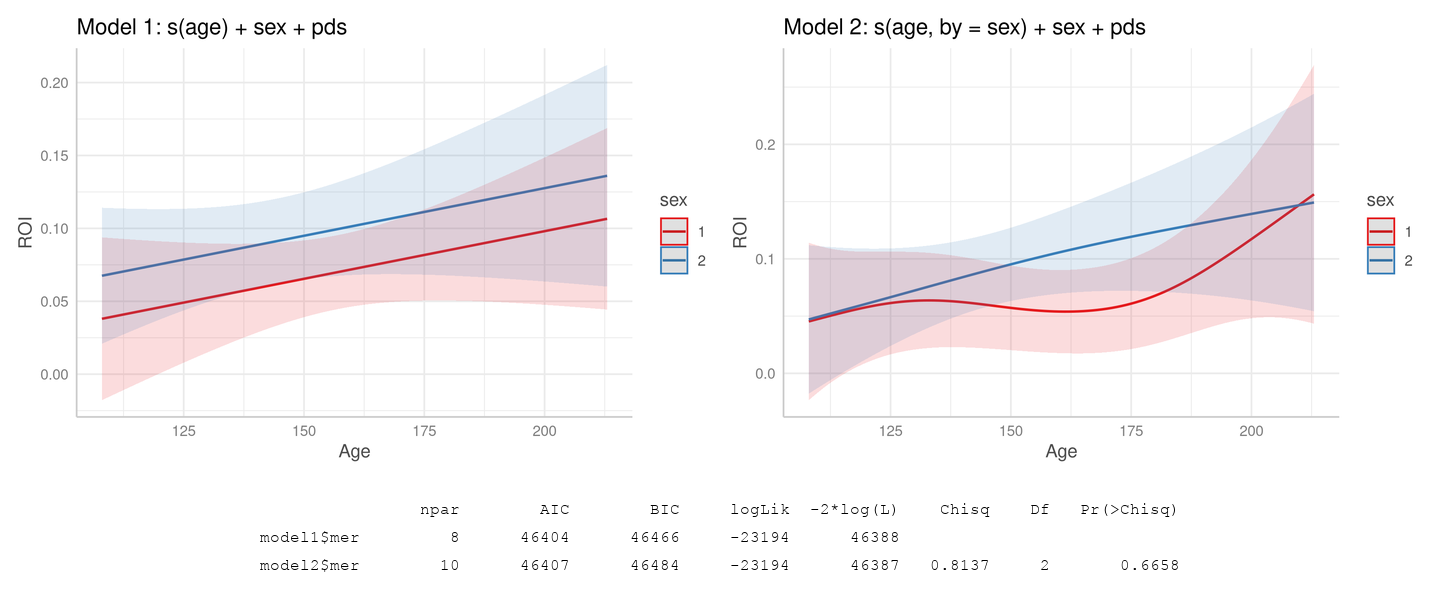 Model 1: s(age) + sex + pds
0.20
0.15
0.10
0.05
0.00
ROI
125 150 175 200
Age
sex
1
2
Model 2: s(age, by = sex) + sex + pds
0.2
0.1
0.0
ROI
125 150 175 200
Age
sex
1
2
npar AIC BIC logLik -2*log(L) Chisq Df Pr(>Chisq)
model1$mer 8 46404 46466 -23194 46388
model2$mer 10 46407 46484 -23194 46387 0.8137 2 0.6658